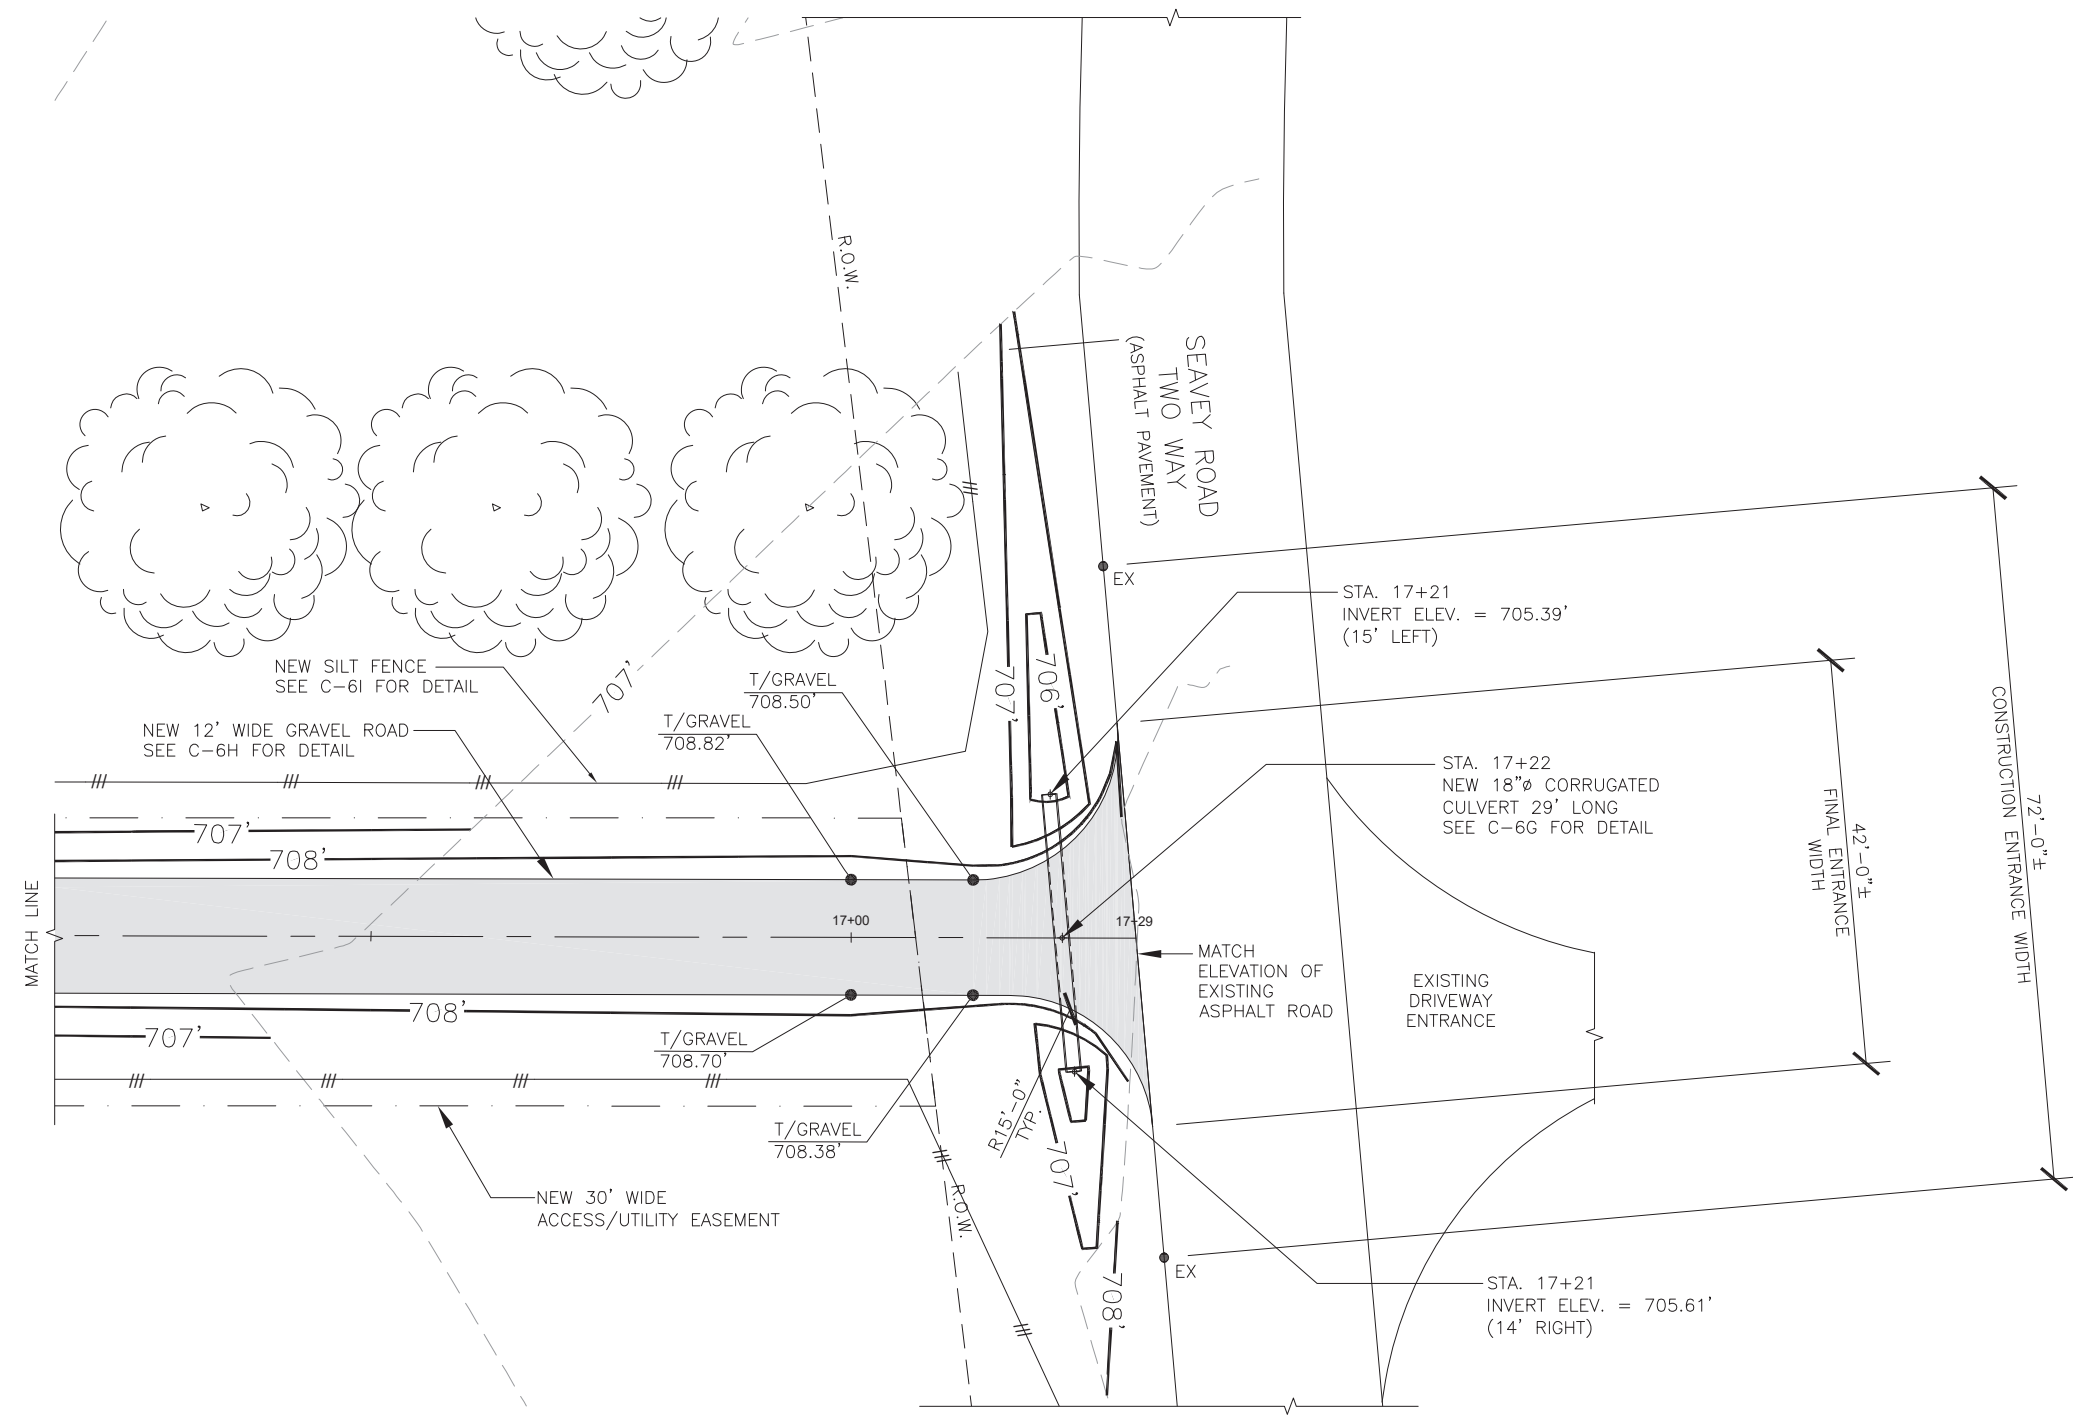 R.O.W.
SEAVEY ROAD
TWO WAY
(ASPHALT PAVEMENT)
EX
STA. 17+21
INVERT ELEV. = 705.39'
(15' LEFT)
NEW SILT FENCE
SEE C-6I FOR DETAIL
707'
T/GRAVEL
708.50'
T/GRAVEL
708.82'
NEW 12' WIDE GRAVEL ROAD
SEE C-6H FOR DETAIL
707'
706'
STA. 17+22
NEW 18"ø CORRUGATED
CULVERT 29' LONG
SEE C-6G FOR DETAIL
FINAL ENTRANCE
WIDTH
42'-0"±
CONSTRUCTION ENTRANCE WIDTH
72'-0"±
707'
708'
MATCH LINE
17+00
17+29
MATCH
ELEVATION OF
EXISTING
ASPHALT ROAD
EXISTING
DRIVEWAY
ENTRANCE
708'
707'
T/GRAVEL
708.70'
T/GRAVEL
708.38'
R15'-0"
TYP.
707'
NEW 30' WIDE
ACCESS/UTILITY EASEMENT
R.O.W.
EX
708'
STA. 17+21
INVERT ELEV. = 705.61'
(14' RIGHT)